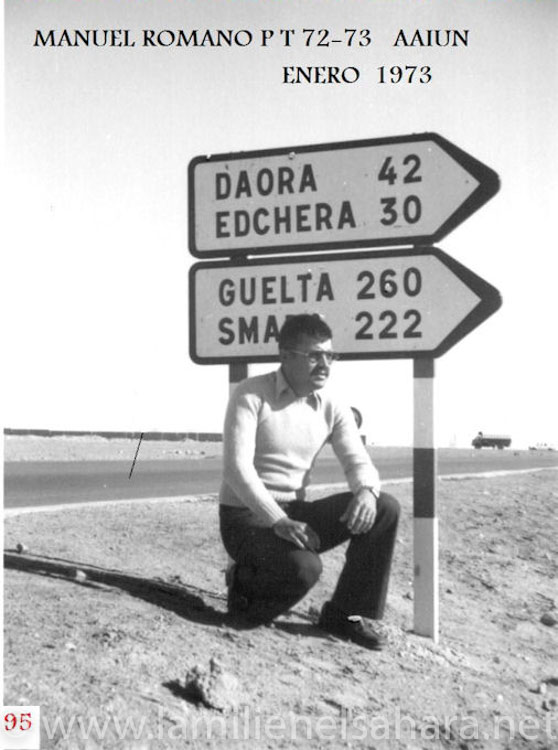 MANUEL ROMANO P T 72-73 AAIUN
ENERO 1973
DAORA 42
EDCHERA 30
GUELTA 260
222
95
www.lamilienelsahara.net